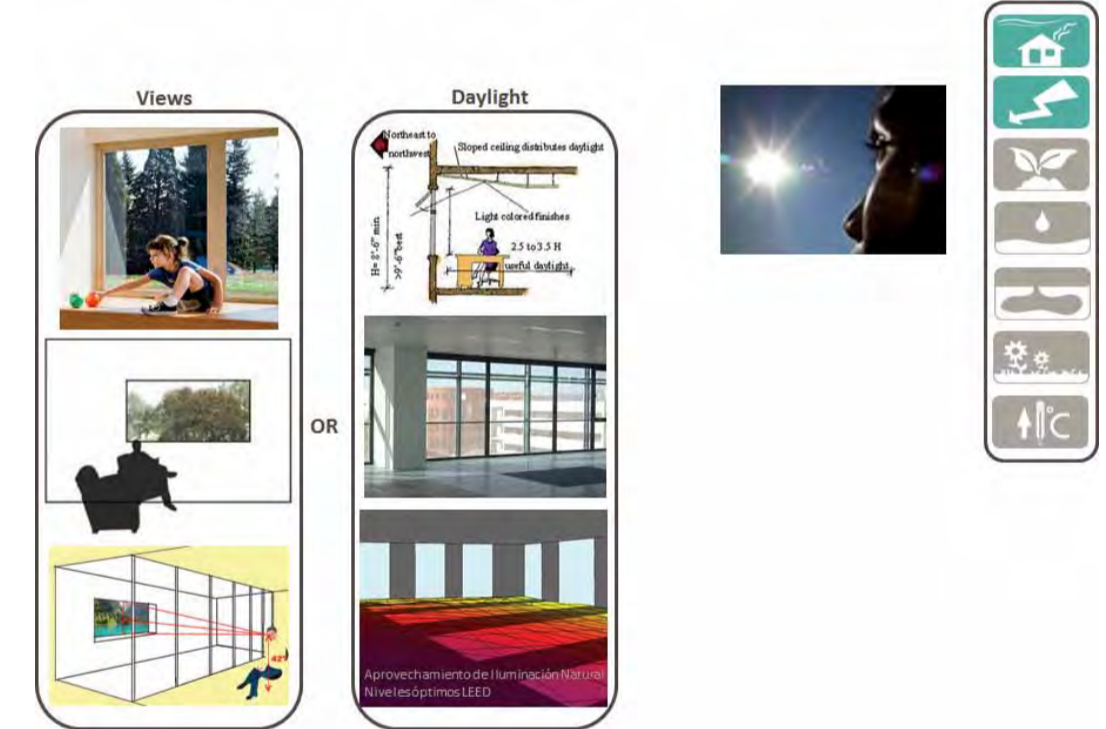 Views
Daylight
Northeast to
northwest
Sloped ceiling distributes daylight
Light colored finishes
H= 8'-6" min
>9'-6" best
2.5 to 3.5 H
useful daylight
OR
42"
Aprovechamiento de Iluminación Natural
Niveles óptimos LEED
°C